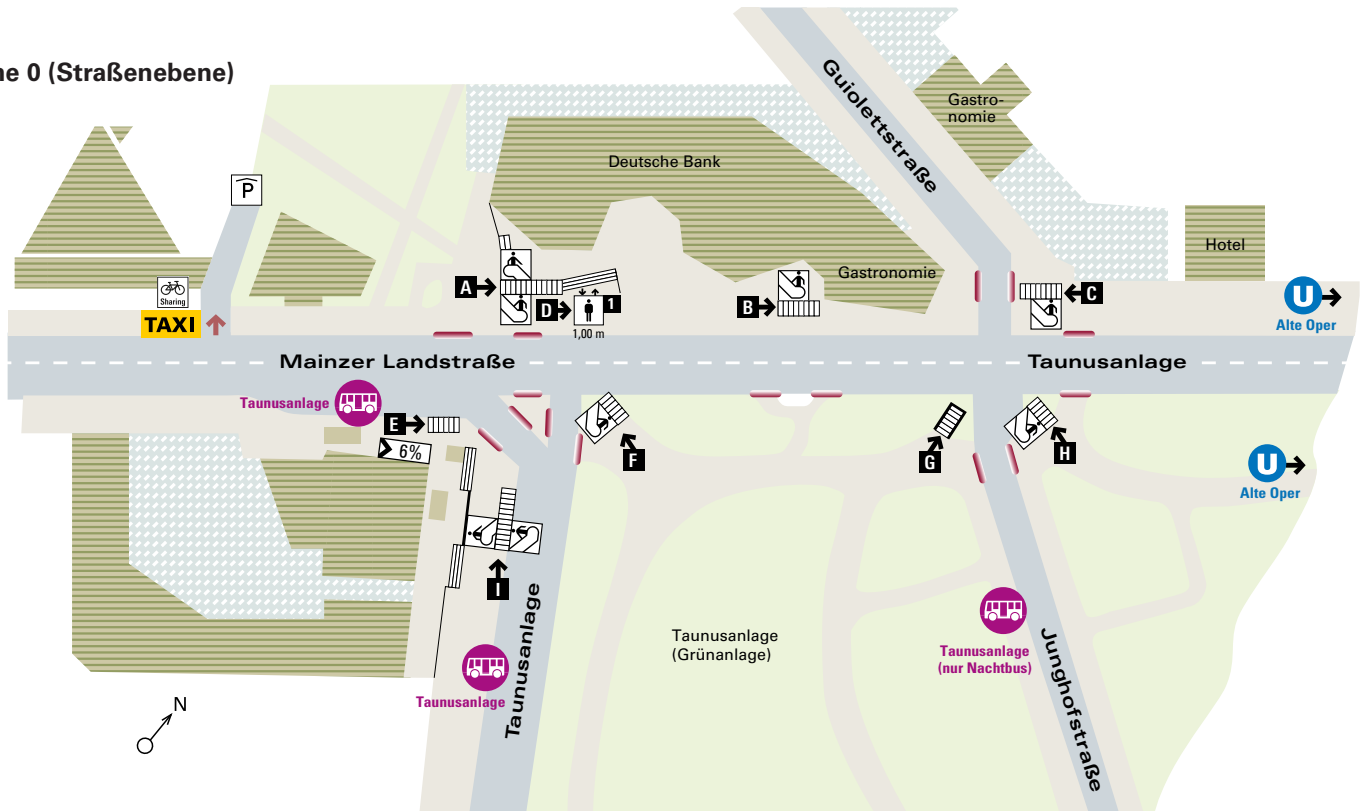 ne 0 (Straßenebene)
Guiolettstraße
Gastro-
nomie
Deutsche Bank
P
Hotel
Gastronomie
Sharing
TAXI
A
D
1
1,00 m
B
C
U
Alte Oper
Mainzer Landstraße
Taunusanlage
Taunusanlage
E
6%
F
G
H
U
Alte Oper
I
Taunusanlage
Taunusanlage
(Grünanlage)
Taunusanlage
(nur Nachtbus)
Junghofstraße
Taunusanlage
N